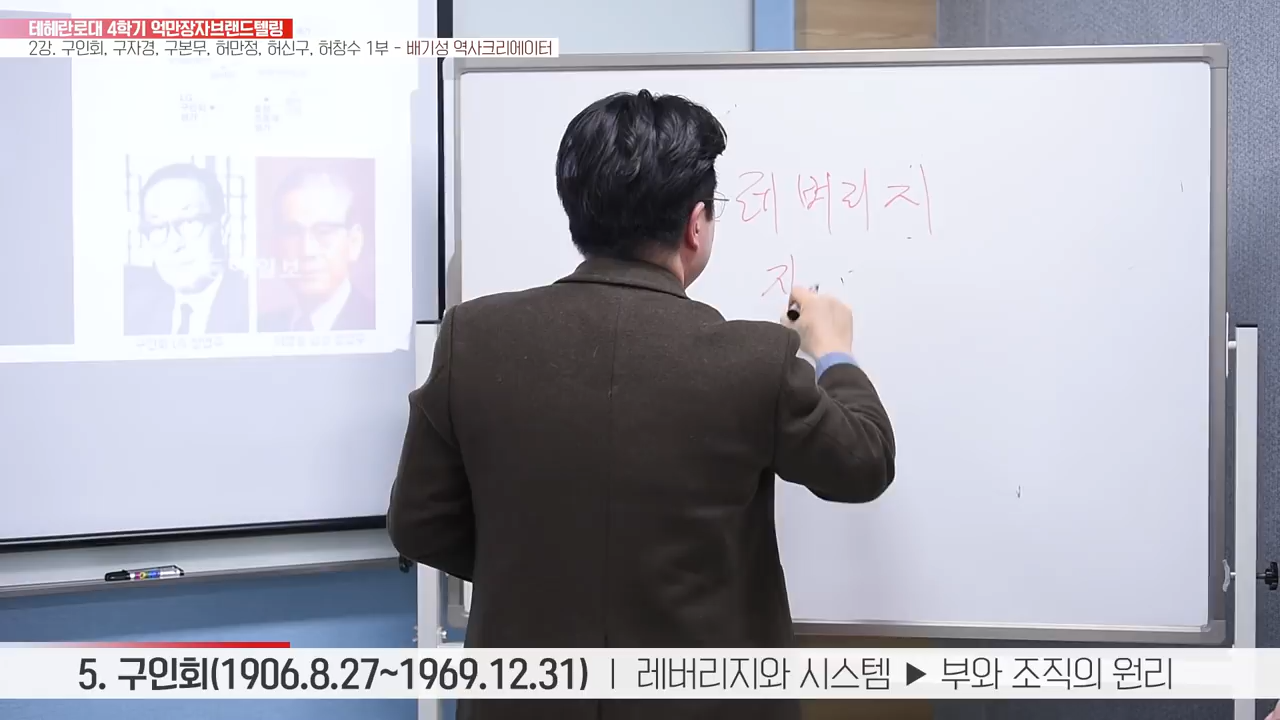 테헤란로대 4학기 억만장자브랜드텔링
2강. 구인회, 구자경, 구본무, 허만정, 허신구, 허창수 1부 - 배기성 역사크리에이터
레버리지
지
5. 구인회(1906.8.27~1969.12.31) | 레버리지와 시스템 ▶ 부와 조직의 원리